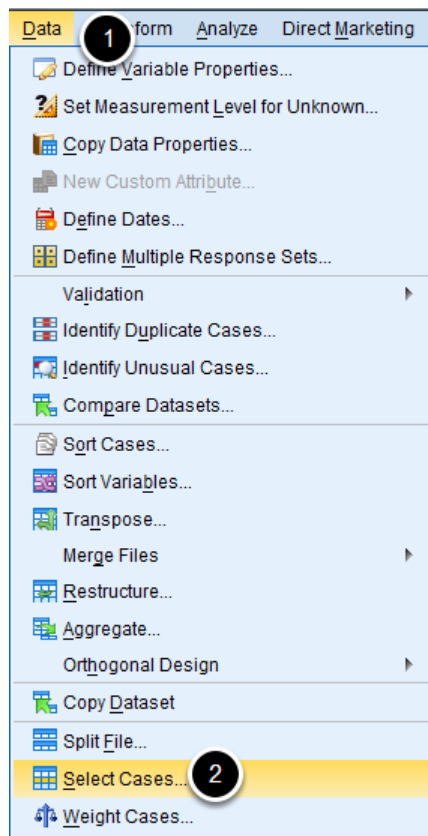 Data 1 form Analyze Direct Marketing
Define Variable Properties...
Set Measurement Level for Unknown...
Copy Data Properties...
New Custom Attribute...
Define Dates...
Define Multiple Response Sets...
Validation
Identify Duplicate Cases...
Identify Unusual Cases...
Compare Datasets...
Sort Cases...
Sort Variables...
Transpose...
Merge Files
Restructure...
Aggregate...
Orthogonal Design
Copy Dataset
Split File...
Select Cases... 2
Weight Cases...